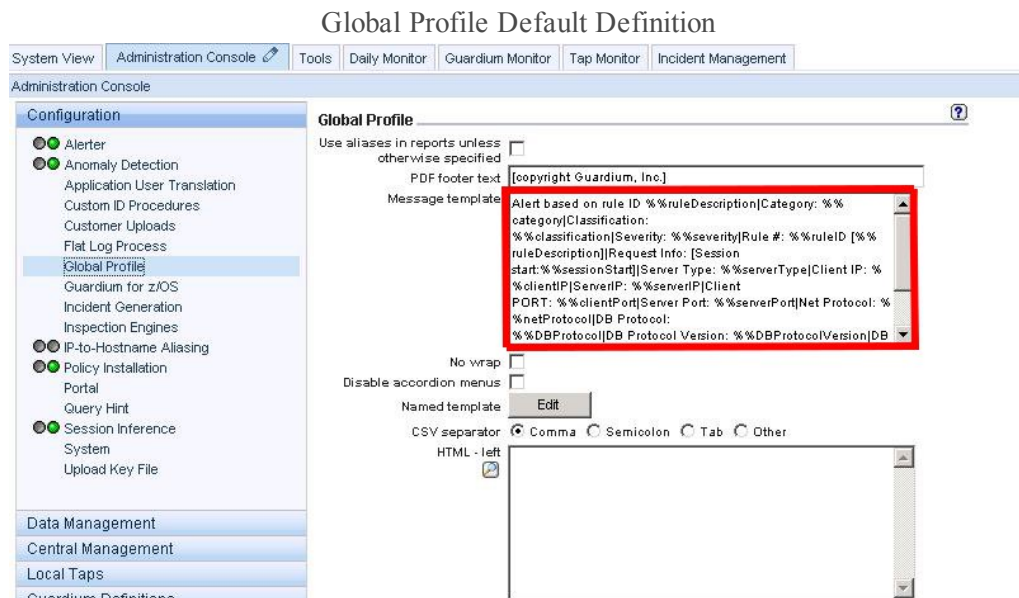 Global Profile Default Definition
System View Administration Console Tools Daily Monitor Guardium Monitor Tap Monitor Incident Management
Administration Console
Configuration
Alerter
Anomaly Detection
Application User Translation
Custom ID Procedures
Customer Uploads
Flat Log Process
Global Profile
Guardium for z/OS
Incident Generation
Inspection Engines
IP-to-Hostname Aliasing
Policy Installation
Portal
Query Hint
Session Inference
System
Upload Key File
Data Management
Central Management
Local Taps
Guardium Definitions
Global Profile ?
Use aliases in reports unless
otherwise specified
PDF footer text [copyright Guardium, Inc.]
Message template
Alert based on rule ID %%ruleDescription|Category: %%
category|Classification:
%%classification|Severity: %%severity|Rule #: %%ruleID [%%
ruleDescription]|Request Info: [Session
start:%%sessionStart]|Server Type: %%serverType|Client IP: %
%clientIP|ServerIP: %%serverIP|Client
PORT: %%clientPort|Server Port: %%serverPort|Net Protocol: %
%netProtocol|DB Protocol:
%%DBProtocol|DB Protocol Version: %%DBProtocolVersion|DB
No wrap
Disable accordion menus
Named template Edit
CSV separator Comma Semicolon Tab Other
HTML - left